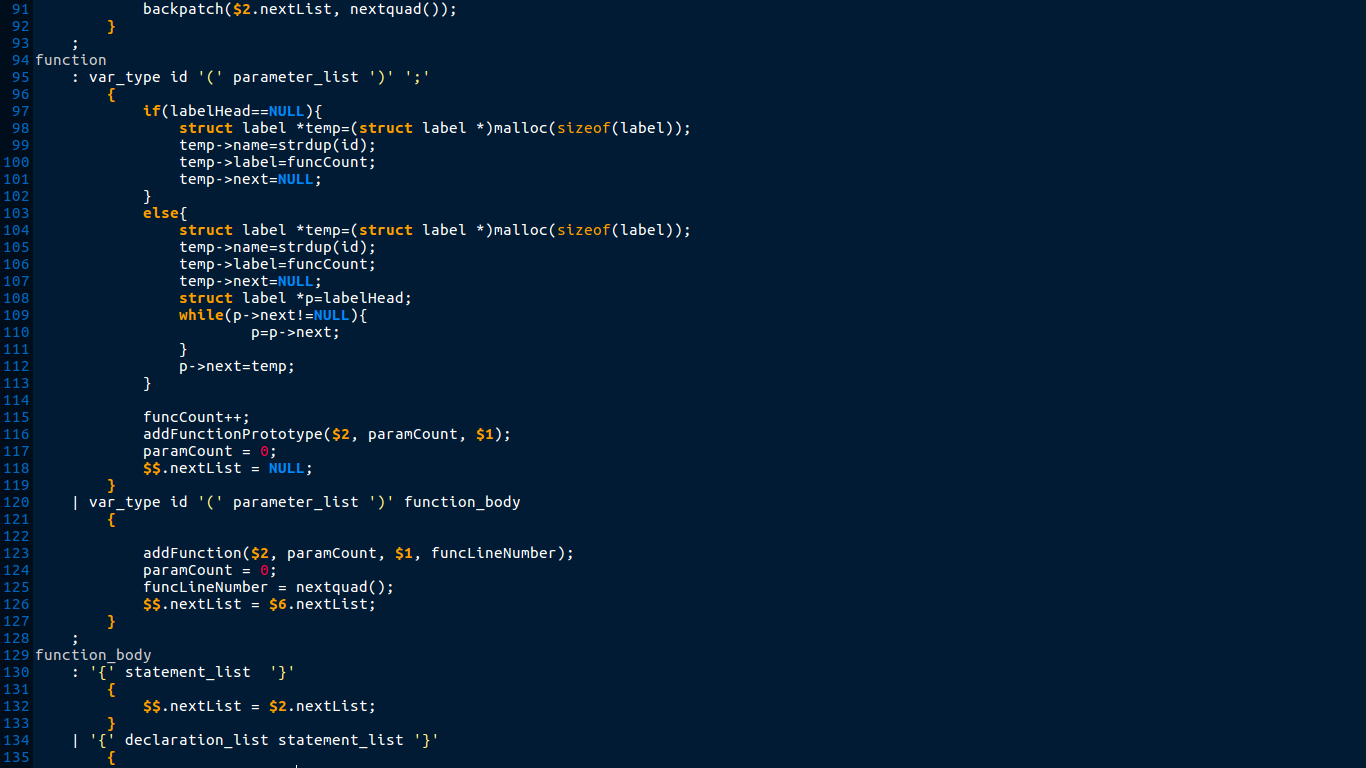 91 backpatch($2.nextList, nextquad());
92 }
93 ;
94 function
95 : var_type id '(' parameter_list ')' ';'
96 {
97 if(labelHead==NULL){
98 struct label *temp=(struct label *)malloc(sizeof(label));
99 temp->name=strdup(id);
100 temp->label=funcCount;
101 temp->next=NULL;
102 }
103 else{
104 struct label *temp=(struct label *)malloc(sizeof(label));
105 temp->name=strdup(id);
106 temp->label=funcCount;
107 temp->next=NULL;
108 struct label *p=labelHead;
109 while(p->next!=NULL){
110 p=p->next;
111 }
112 p->next=temp;
113 }
114
115 funcCount++;
116 addFunctionPrototype($2, paramCount, $1);
117 paramCount = 0;
118 $$.nextList = NULL;
119 }
120 | var_type id '(' parameter_list ')' function_body
121 {
122
123 addFunction($2, paramCount, $1, funcLineNumber);
124 paramCount = 0;
125 funcLineNumber = nextquad();
126 $$.nextList = $6.nextList;
127 }
128 ;
129 function_body
130 : '{' statement_list '}'
131 {
132 $$.nextList = $2.nextList;
133 }
134 | '{' declaration_list statement_list '}'
135 {